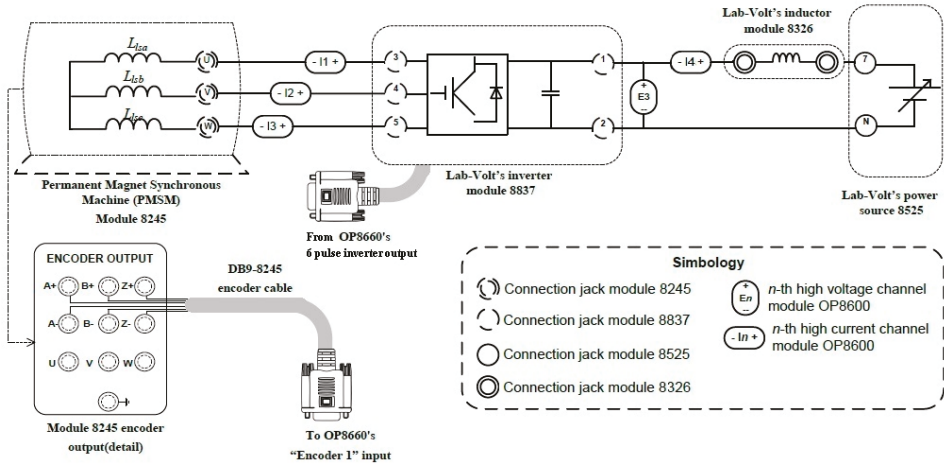 Lab-Volt's inductor
module 8326
L_lsa
U
- I1 +
3
1
- I4 +
7
L_lsb
V
- I2 +
4
+
E3
--
L_lsc
W
- I3 +
5
2
N
Permanent Magnet Synchronous
Machine (PMSM)
Module 8245
Lab-Volt's inverter
module 8837
Lab-Volt's power
source 8525
From OP8660's
6 pulse inverter output
ENCODER OUTPUT
A+ B+ Z+
A- B- Z-
U V W
DB9-8245
encoder cable
Module 8245 encoder
output(detail)
To OP8660's
“Encoder 1” input
Simbology
Connection jack module 8245
Connection jack module 8837
Connection jack module 8525
Connection jack module 8326
+
En
--
n-th high voltage channel
module OP8600
- In +
n-th high current channel
module OP8600